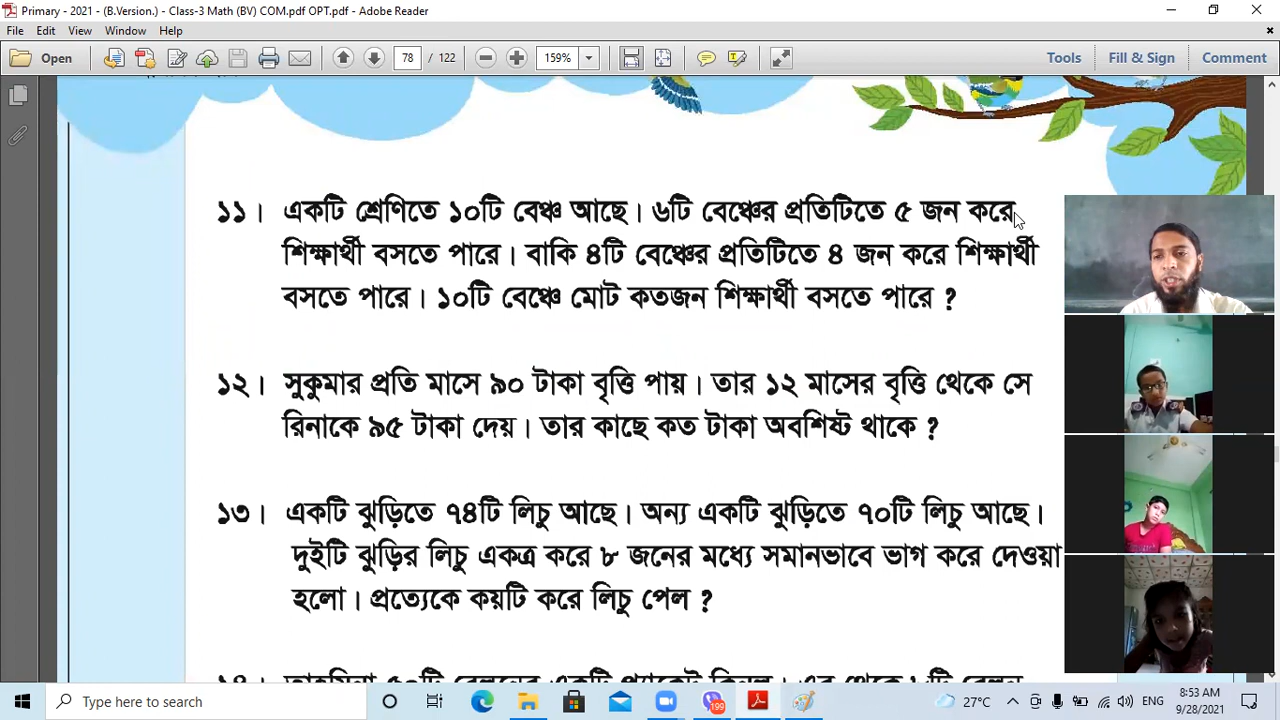 Primary - 2021 - (B.Version.) - Class-3 Math (BV) COM.pdf OPT.pdf - Adobe Reader
File Edit View Window Help
Open 78 / 122 159% Tools Fill & Sign Comment
১১। একটি শ্রেণিতে ১০টি বেঞ্চ আছে। ৬টি বেঞ্চের প্রতিটিতে ৫ জন করে
শিক্ষার্থী বসতে পারে। বাকি ৪টি বেঞ্চের প্রতিটিতে ৪ জন করে শিক্ষার্থী
বসতে পারে। ১০টি বেঞ্চে মোট কতজন শিক্ষার্থী বসতে পারে ?
১২। সুকুমার প্রতি মাসে ৯০ টাকা বৃত্তি পায়। তার ১২ মাসের বৃত্তি থেকে সে
রিনাকে ৯৫ টাকা দেয়। তার কাছে কত টাকা অবশিষ্ট থাকে ?
১৩। একটি ঝুড়িতে ৭৪টি লিচু আছে। অন্য একটি ঝুড়িতে ৭০টি লিচু আছে।
দুইটি ঝুড়ির লিচু একত্র করে ৮ জনের মধ্যে সমানভাবে ভাগ করে দেওয়া
হলো। প্রত্যেকে কয়টি করে লিচু পেল ?
Type here to search 199 27°C ENG 8:53 AM
9/28/2021